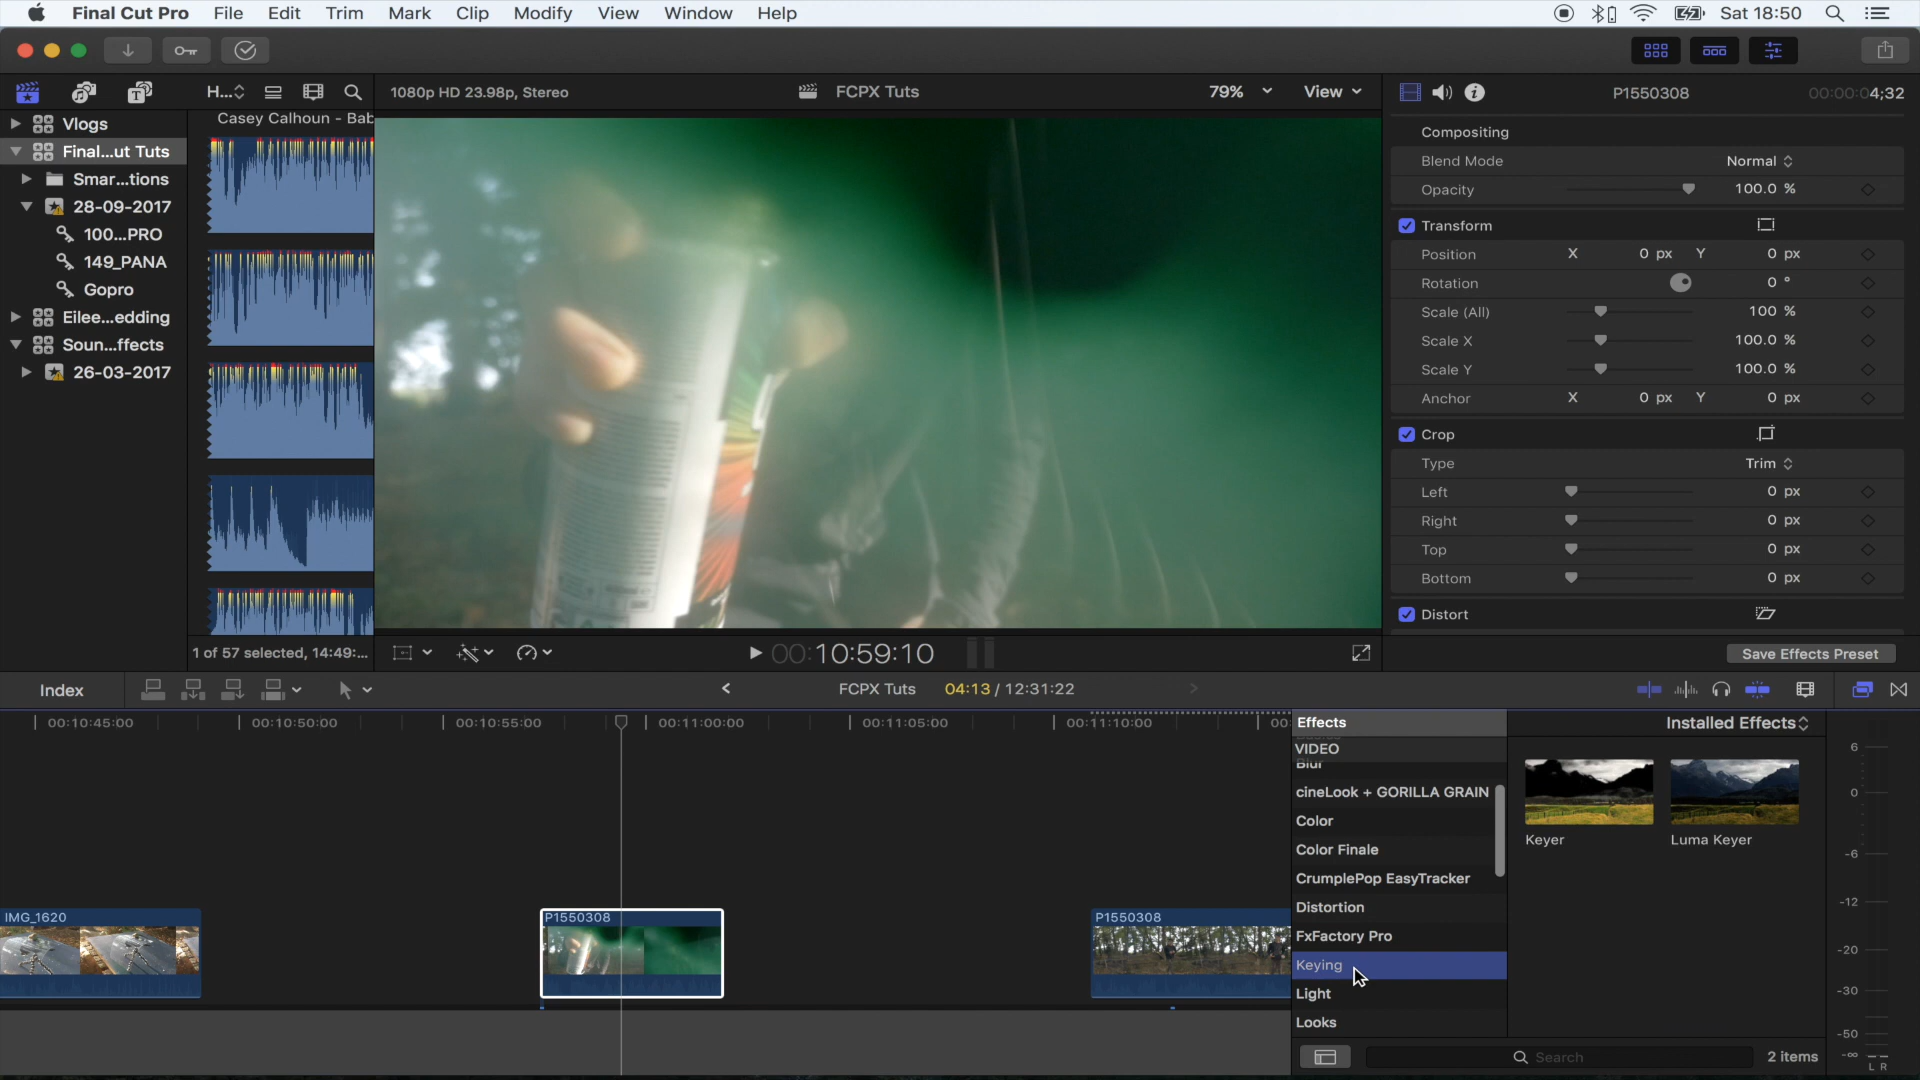 Final Cut Pro File Edit Trim Mark Clip Modify View Window Help Sat 18:50
H... 1080p HD 23.98p, Stereo FCPX Tuts 79% View P1550308 00:00:04;32
Vlogs
Final...ut Tuts
Smar...tions
28-09-2017
100...PRO
149_PANA
Gopro
Eilee...edding
Soun...ffects
26-03-2017
Casey Calhoun - Bab
1 of 57 selected, 14:49:...
00:10:59:10
Compositing
Blend Mode Normal
Opacity 100.0 %
Transform
Position X 0 px Y 0 px
Rotation 0 °
Scale (All) 100 %
Scale X 100.0 %
Scale Y 100.0 %
Anchor X 0 px Y 0 px
Crop
Type Trim
Left 0 px
Right 0 px
Top 0 px
Bottom 0 px
Distort
Save Effects Preset
Index FCPX Tuts 04:13 / 12:31:22
00:10:45:00 00:10:50:00 00:10:55:00 00:11:00:00 00:11:05:00 00:11:10:00 00:
IMG_1620 P1550308 P1550308
Effects Installed Effects
VIDEO
Blur
cineLook + GORILLA GRAIN
Color
Color Finale
CrumplePop EasyTracker
Distortion
FxFactory Pro
Keying
Light
Looks
Keyer Luma Keyer
Search 2 items
6
0
-6
-12
-20
-30
-50
-∞
L R